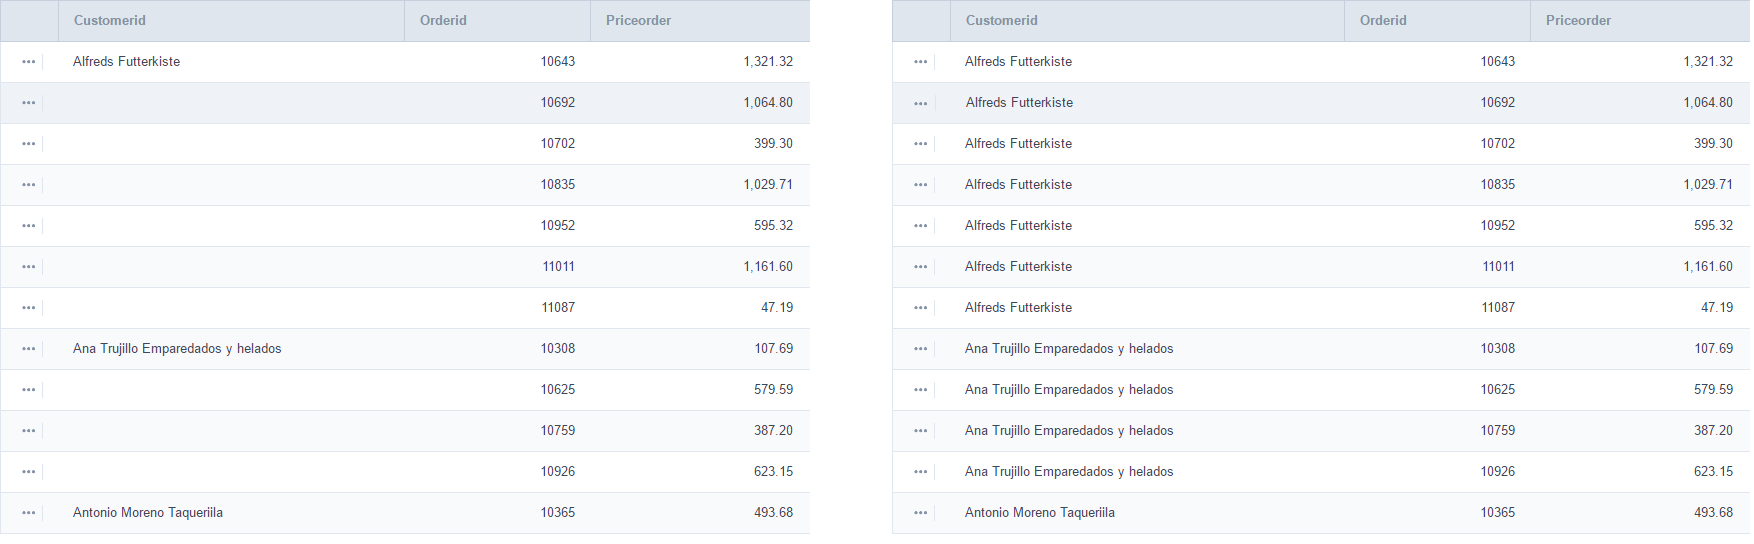 Customerid Orderid Priceorder
Alfreds Futterkiste 10643 1,321.32
10692 1,064.80
10702 399.30
10835 1,029.71
10952 595.32
11011 1,161.60
11087 47.19
Ana Trujillo Emparedados y helados 10308 107.69
10625 579.59
10759 387.20
10926 623.15
Antonio Moreno Taqueriila 10365 493.68
Customerid Orderid Priceorder
Alfreds Futterkiste 10643 1,321.32
Alfreds Futterkiste 10692 1,064.80
Alfreds Futterkiste 10702 399.30
Alfreds Futterkiste 10835 1,029.71
Alfreds Futterkiste 10952 595.32
Alfreds Futterkiste 11011 1,161.60
Alfreds Futterkiste 11087 47.19
Ana Trujillo Emparedados y helados 10308 107.69
Ana Trujillo Emparedados y helados 10625 579.59
Ana Trujillo Emparedados y helados 10759 387.20
Ana Trujillo Emparedados y helados 10926 623.15
Antonio Moreno Taqueriila 10365 493.68